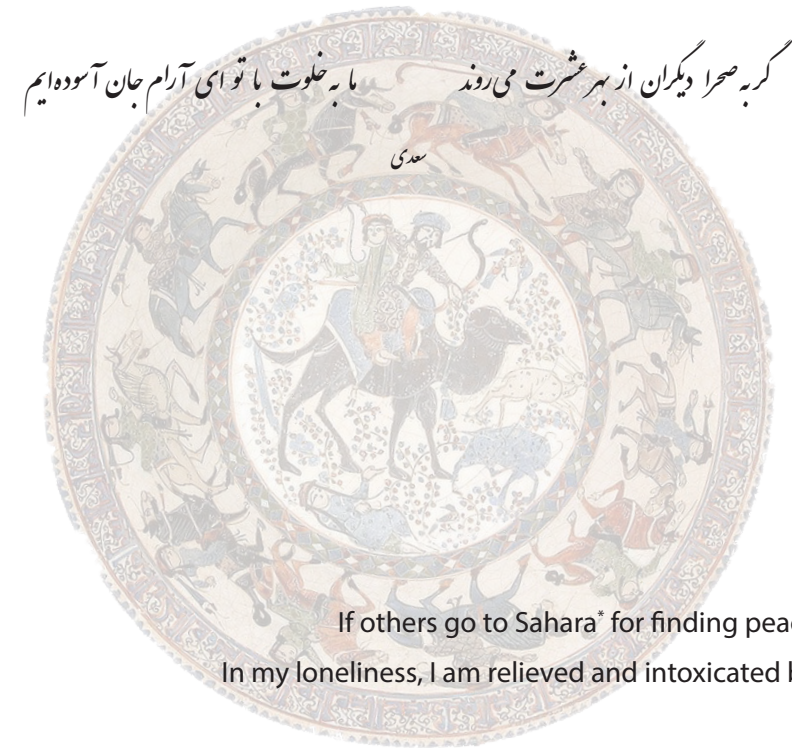 گر به صحرا دیگران از بهر عشرت می‌روند ما به خلوت با تو ای آرام جان آسوده‌ایم
سعدی
If others go to Sahara* for finding peac
In my loneliness, I am relieved and intoxicated b